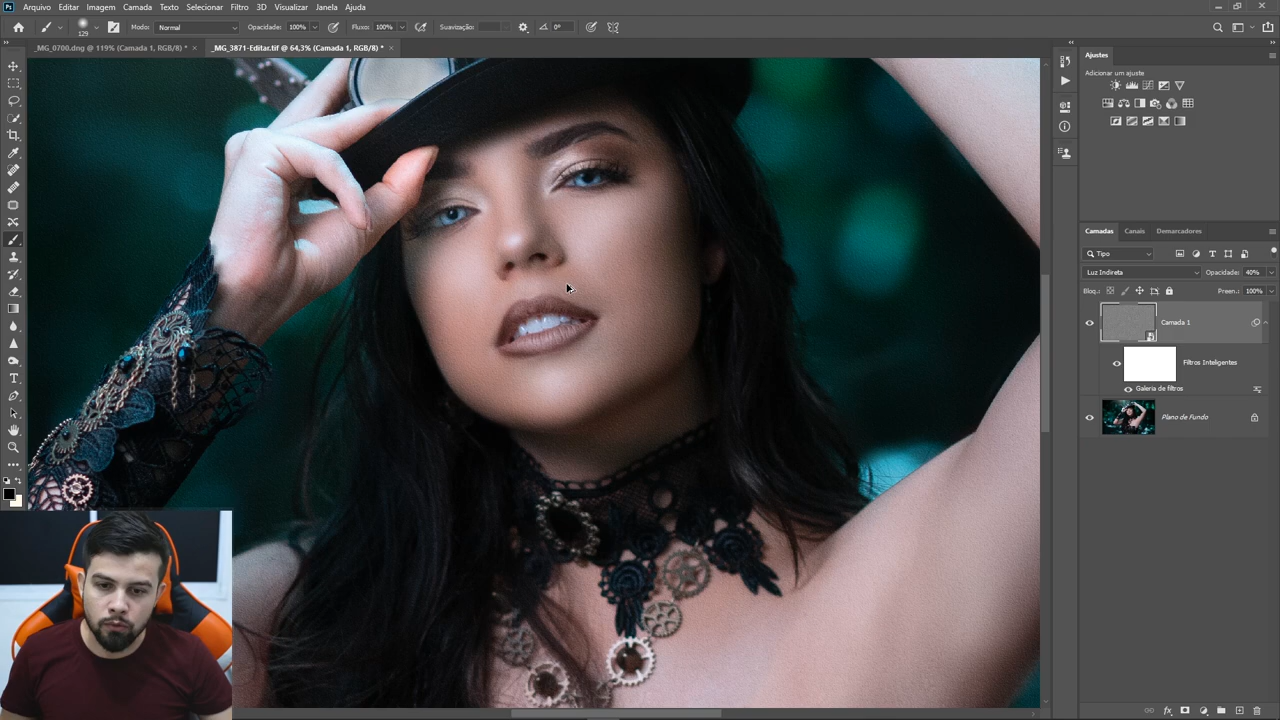 Ps Arquivo Editar Imagem Camada Texto Selecionar Filtro 3D Visualizar Janela Ajuda
129 Modo: Normal Opacidade: 100% Fluxo: 100% Suavização: 0°
_MG_0700.dng @ 119% (Camada 1, RGB/8) * × _MG_3871-Editar.tif @ 64,3% (Camada 1, RGB/8) * ×
Ajustes
Adicionar um ajuste
Camadas Canais Demarcadores
Tipo
Luz Indireta Opacidade: 40%
Bloq.: Preen.: 100%
Camada 1
Filtros Inteligentes
Galeria de filtros
Plano de Fundo